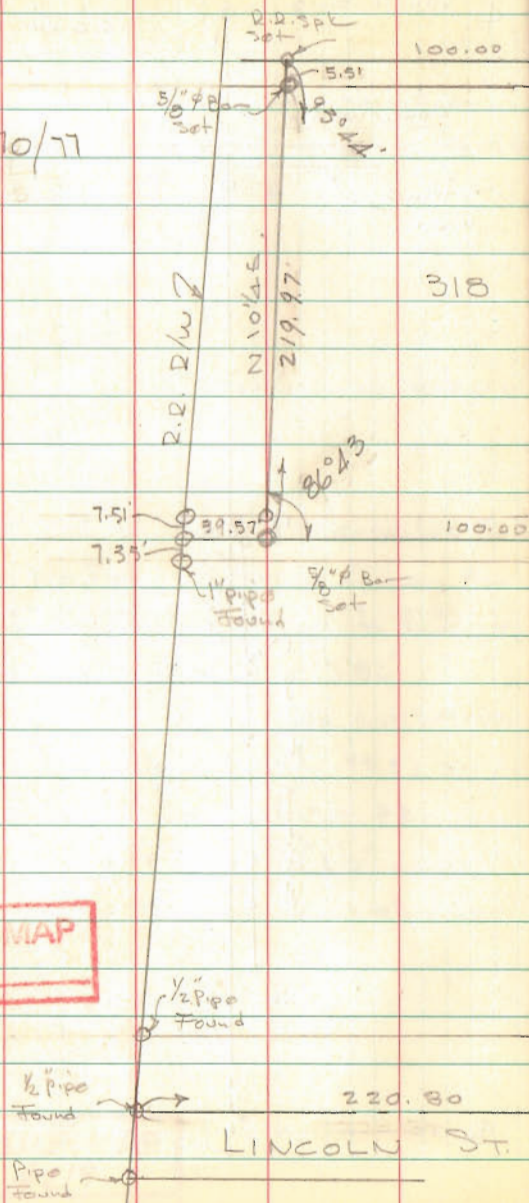 R.R. Spk
Set
100.00
5.51
5/8" φ Bar
Set
93°44'
10/77
318
R.R. R/W
219.97'
86°43
7.51'
39.57
100.00
7.35'
5/8" φ Bar
Set
1" pipe
Found
MAP
1/2" Pipe
Found
1/2" Pipe
Found
220.80
LINCOLN ST.
Pipe
Found